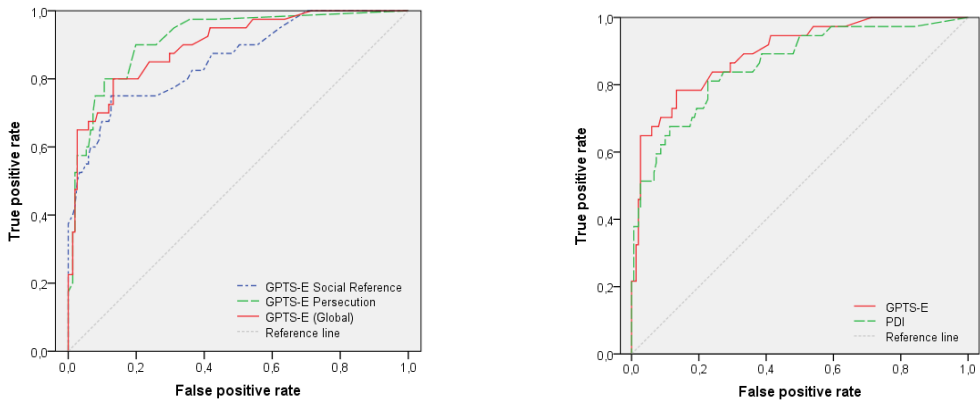 1,0
0,8
0,6
0,4
0,2
0,0
True positive rate
GPTS-E Social Reference
GPTS-E Persecution
GPTS-E (Global)
Reference line
0,0 0,2 0,4 0,6 0,8 1,0
False positive rate
1,0
0,8
0,6
0,4
0,2
0,0
True positive rate
GPTS-E
PDI
Reference line
0,0 0,2 0,4 0,6 0,8 1,0
False positive rate